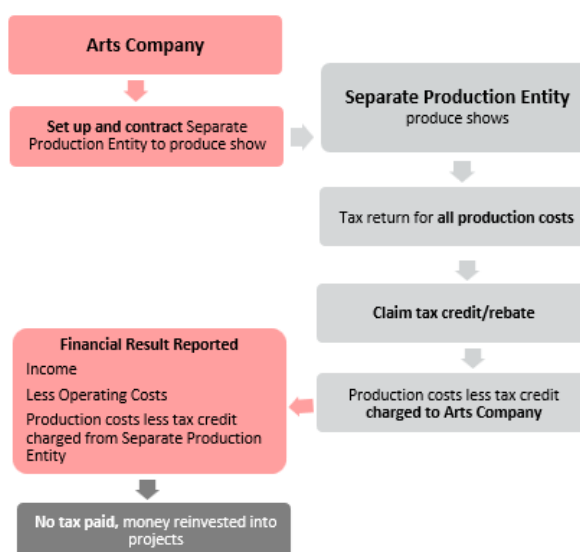 Arts Company
Set up and contract Separate
Production Entity to produce show
Separate Production Entity
produce shows
Tax return for all production costs
Claim tax credit/rebate
Production costs less tax credit
charged to Arts Company
Financial Result Reported
Income
Less Operating Costs
Production costs less tax credit
charged from Separate Production
Entity
No tax paid, money reinvested into
projects